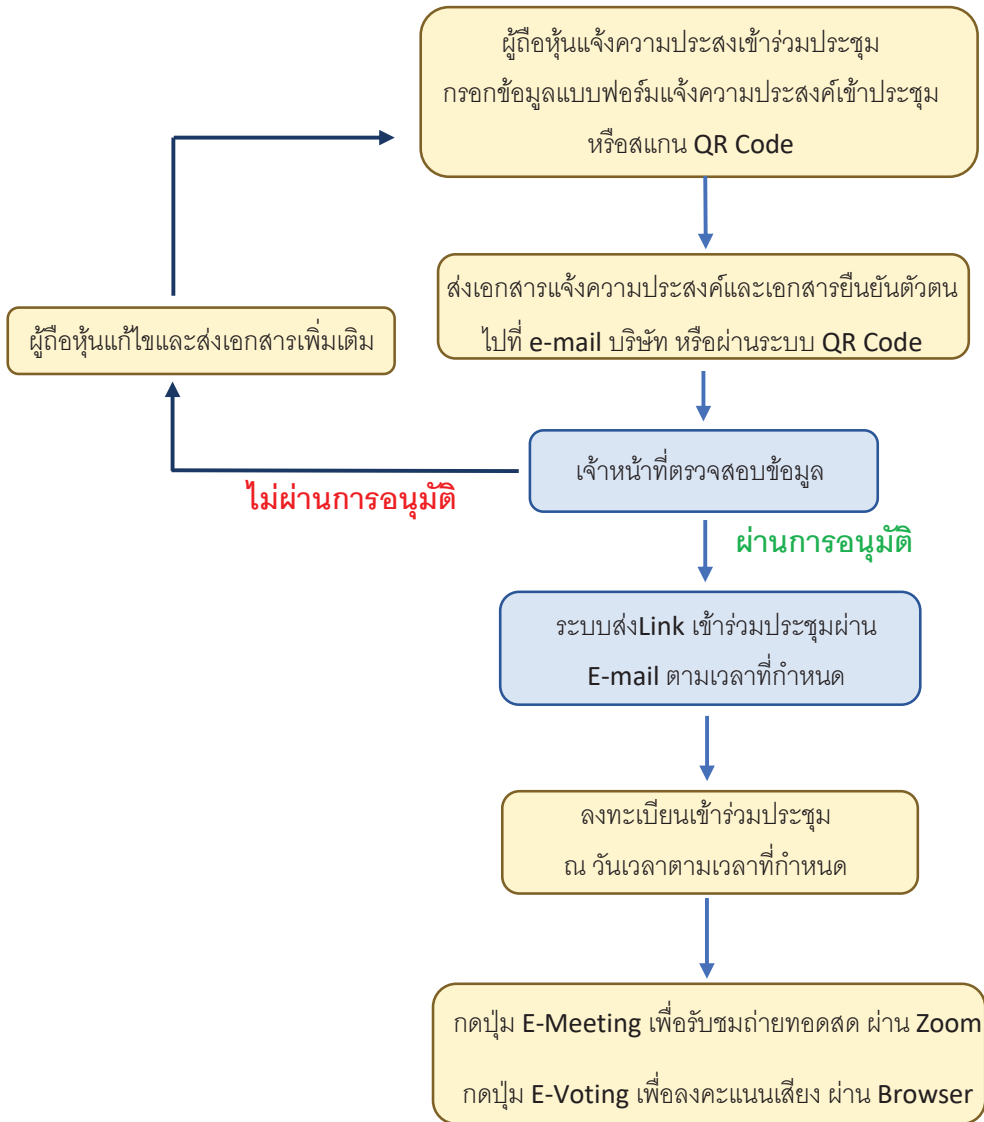 ผู้ถือหุ้นแจ้งความประสงเข้าร่วมประชุม
กรอกข้อมูลแบบฟอร์มแจ้งความประสงค์เข้าประชุม
หรือสแกน QR Code
ส่งเอกสารแจ้งความประสงค์และเอกสารยืนยันตัวตน
ไปที่ e-mail บริษัท หรือผ่านระบบ QR Code
ผู้ถือหุ้นแก้ไขและส่งเอกสารเพิ่มเติม
เจ้าหน้าที่ตรวจสอบข้อมูล
ไม่ผ่านการอนุมัติ
ผ่านการอนุมัติ
ระบบส่งLink เข้าร่วมประชุมผ่าน
E-mail ตามเวลาที่กำหนด
ลงทะเบียนเข้าร่วมประชุม
ณ วันเวลาตามเวลาที่กำหนด
กดปุ่ม E-Meeting เพื่อรับชมถ่ายทอดสด ผ่าน Zoom
กดปุ่ม E-Voting เพื่อลงคะแนนเสียง ผ่าน Browser